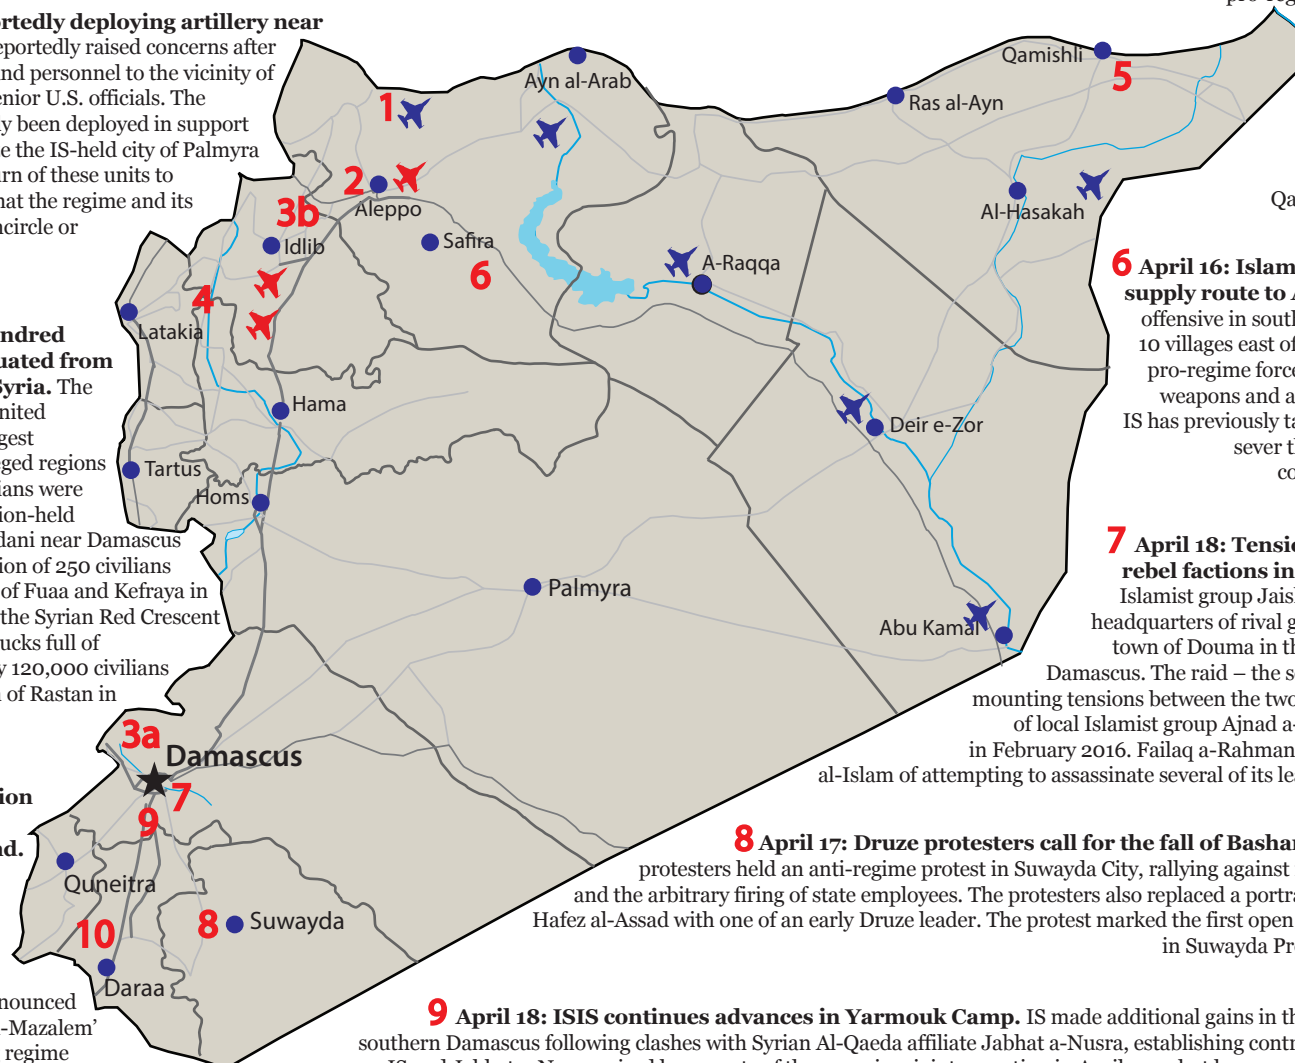 rtedly deploying artillery near
eportedly raised concerns after
nd personnel to the vicinity of
enior U.S. officials. The
y been deployed in support
e the IS-held city of Palmyra
urn of these units to
hat the regime and its
ncircle or
ndred
uated from
Syria. The
nited
gest
eged regions
ians were
ion-held
dani near Damascus
ion of 250 civilians
of Fuaa and Kefraya in
the Syrian Red Crescent
ucks full of
y 120,000 civilians
n of Rastan in
ion
nd.
nounced
-Mazalem’
regime
Ayn al-Arab
Qamishli
5
Ras al-Ayn
1
2
Aleppo
3b
Idlib
Safira
6
Al-Hasakah
A-Raqqa
4
Latakia
Hama
Deir e-Zor
Tartus
Homs
Palmyra
Abu Kamal
3a
Damascus
7
9
Quneitra
10
8
Suwayda
Daraa
Qa
6 April 16: Islam
supply route to A
offensive in south
10 villages east of
pro-regime force
weapons and a
IS has previously ta
sever th
co
7 April 18: Tensio
rebel factions in
Islamist group Jaish
headquarters of rival g
town of Douma in th
Damascus. The raid – the s
mounting tensions between the two
of local Islamist group Ajnad a-
in February 2016. Failaq a-Rahman
al-Islam of attempting to assassinate several of its lea
8 April 17: Druze protesters call for the fall of Bashar
protesters held an anti-regime protest in Suwayda City, rallying against
and the arbitrary firing of state employees. The protesters also replaced a portra
Hafez al-Assad with one of an early Druze leader. The protest marked the first open
in Suwayda Pr
9 April 18: ISIS continues advances in Yarmouk Camp. IS made additional gains in th
southern Damascus following clashes with Syrian Al-Qaeda affiliate Jabhat a-Nusra, establishing contr